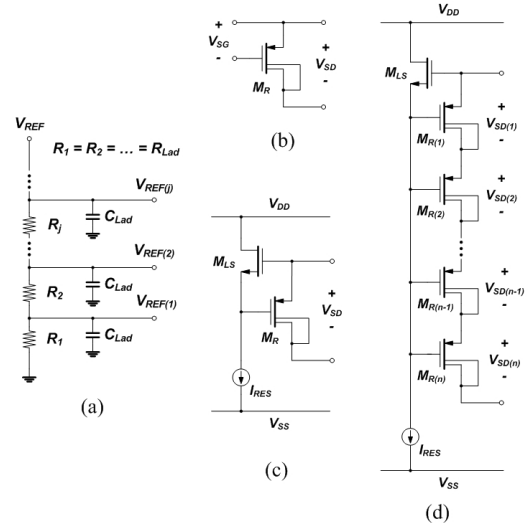 V_REF
R_1 = R_2 = ... = R_Lad
V_REF(j)
R_j
C_Lad
V_REF(2)
R_2
C_Lad
V_REF(1)
R_1
C_Lad
(a)
+
V_SG
-
M_R
+
V_SD
-
(b)
V_DD
M_LS
+
V_SD
-
M_R
I_RES
V_SS
(c)
V_DD
M_LS
+
V_SD(1)
-
M_R(1)
+
V_SD(2)
-
M_R(2)
+
V_SD(n-1)
-
M_R(n-1)
+
V_SD(n)
-
M_R(n)
I_RES
V_SS
(d)